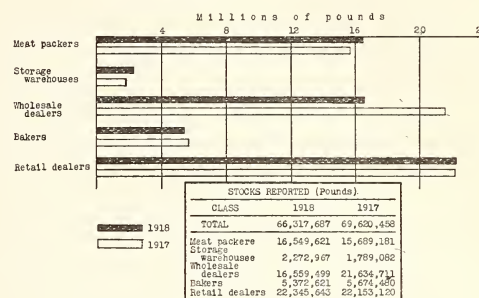 Millions of pounds
4 8 12 16 20 2
Meat packers
Storage
warehouses
Wholesale
dealers
Bakers
Retail dealers
1918
1917
STOCKS REPORTED (Pounds).
CLASS 1918 1917
TOTAL 66,317,687 69,620,458
Meat packers 16,549,621 15,689,181
Storage
warehouses 2,272,967 1,789,082
Wholesale
dealers 16,559,499 21,634,711
Bakers 5,372,621 5,674,480
Retail dealers 22,345,643 22,153,120